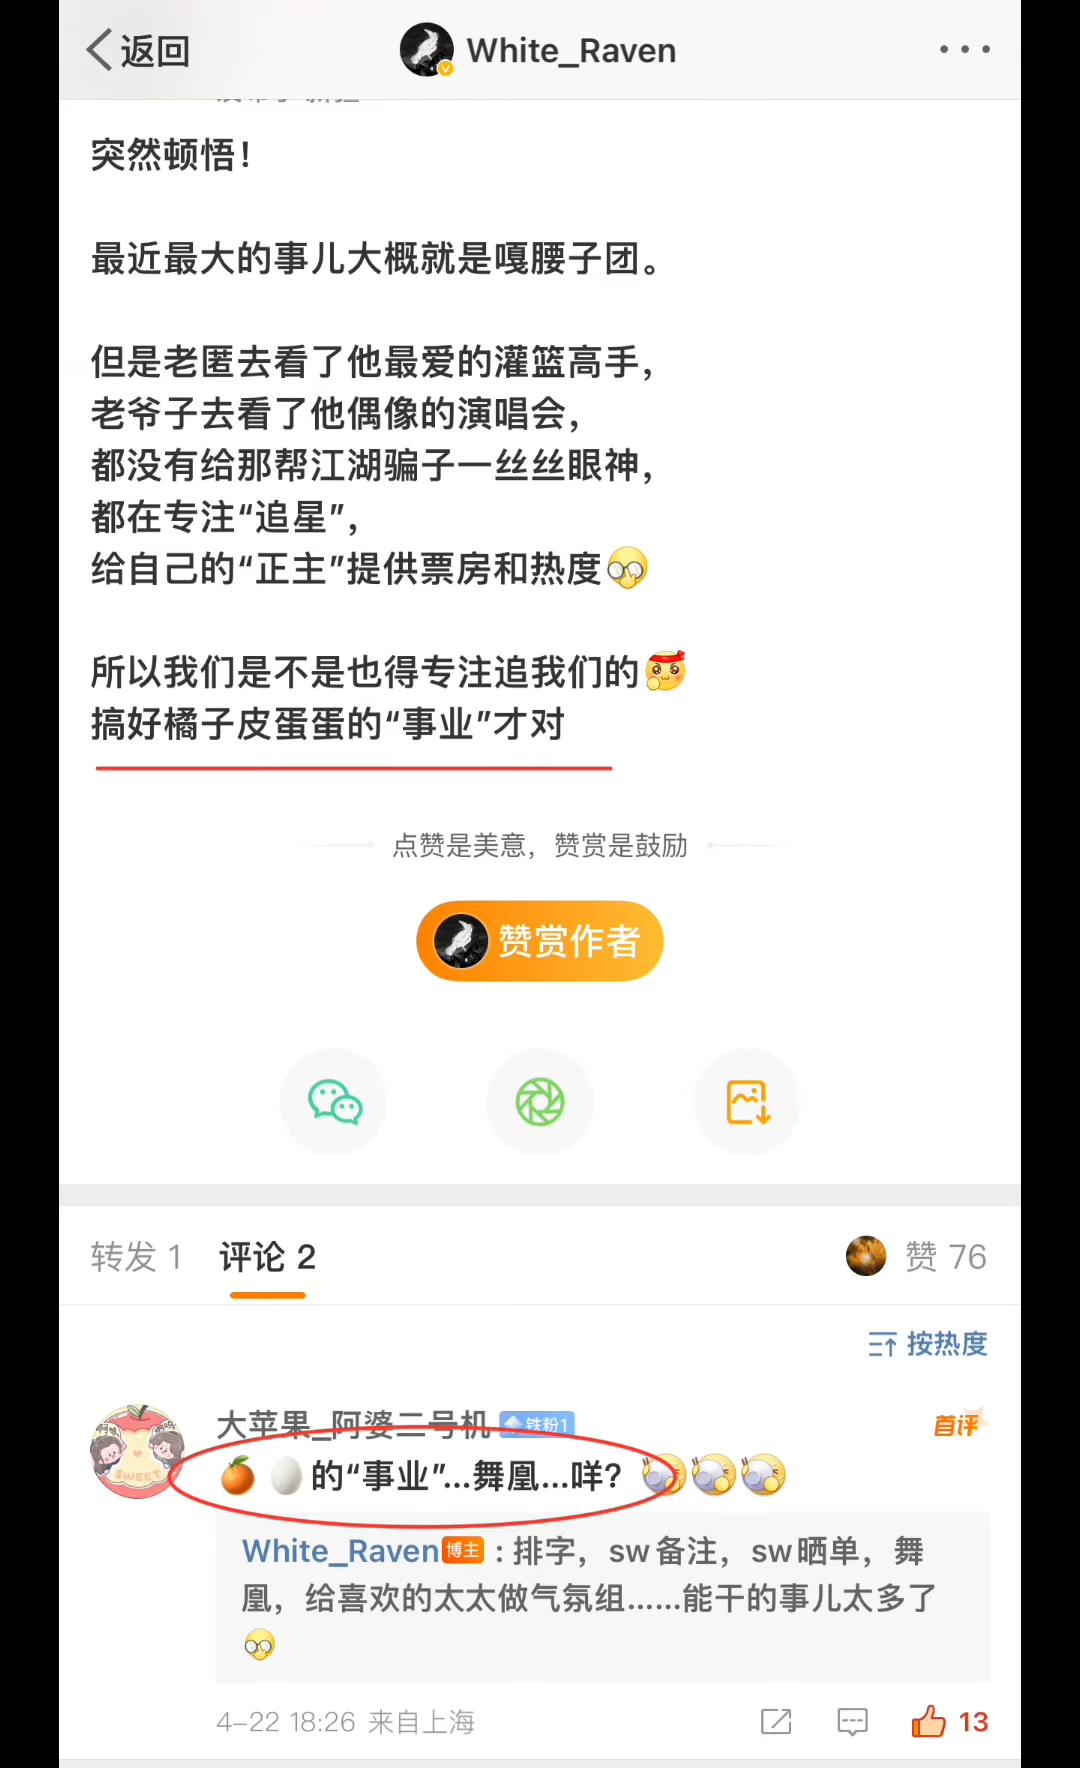 返回
White_Raven
突然顿悟！
最近最大的事儿大概就是嘎腰子团。
但是老匿去看了他最爱的灌篮高手，
老爷子去看了他偶像的演唱会，
都没有给那帮江湖骗子一丝丝眼神，
都在专注“追星”，
给自己的“正主”提供票房和热度
所以我们是不是也得专注追我们的
搞好橘子皮蛋蛋的“事业”才对
点赞是美意，赞赏是鼓励
赞赏作者
转发 1 评论 2 赞 76
按热度
大苹果_阿婆二号机 铁粉1 首评
的“事业”...舞凰...咩？
White_Raven 博主：排字，sw备注，sw晒单，舞
凰，给喜欢的太太做气氛组......能干的事儿太多了
4-22 18:26 来自上海 13
SWEET